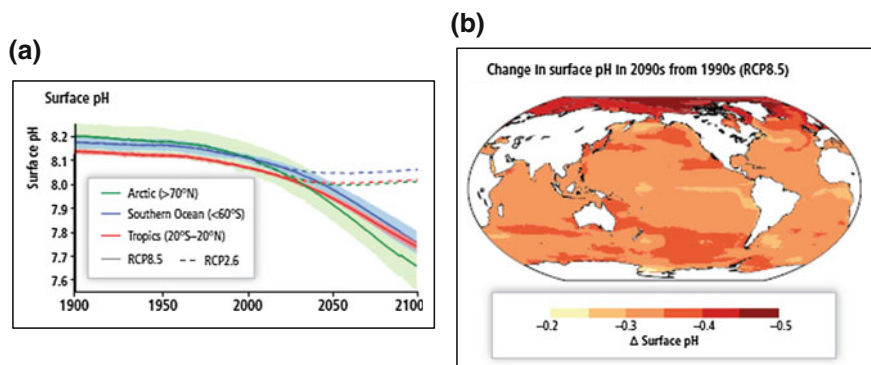 (a)
Surface pH
Surface pH
8.2
8.1
8.0
7.9
7.8
7.7
7.6
Arctic (>70°N)
Southern Ocean (<60°S)
Tropics (20°S–20°N)
RCP8.5 RCP2.6
1900 1950 2000 2050 2100
(b)
Change in surface pH in 2090s from 1990s (RCP8.5)
–0.2 –0.3 –0.4 –0.5
Δ Surface pH